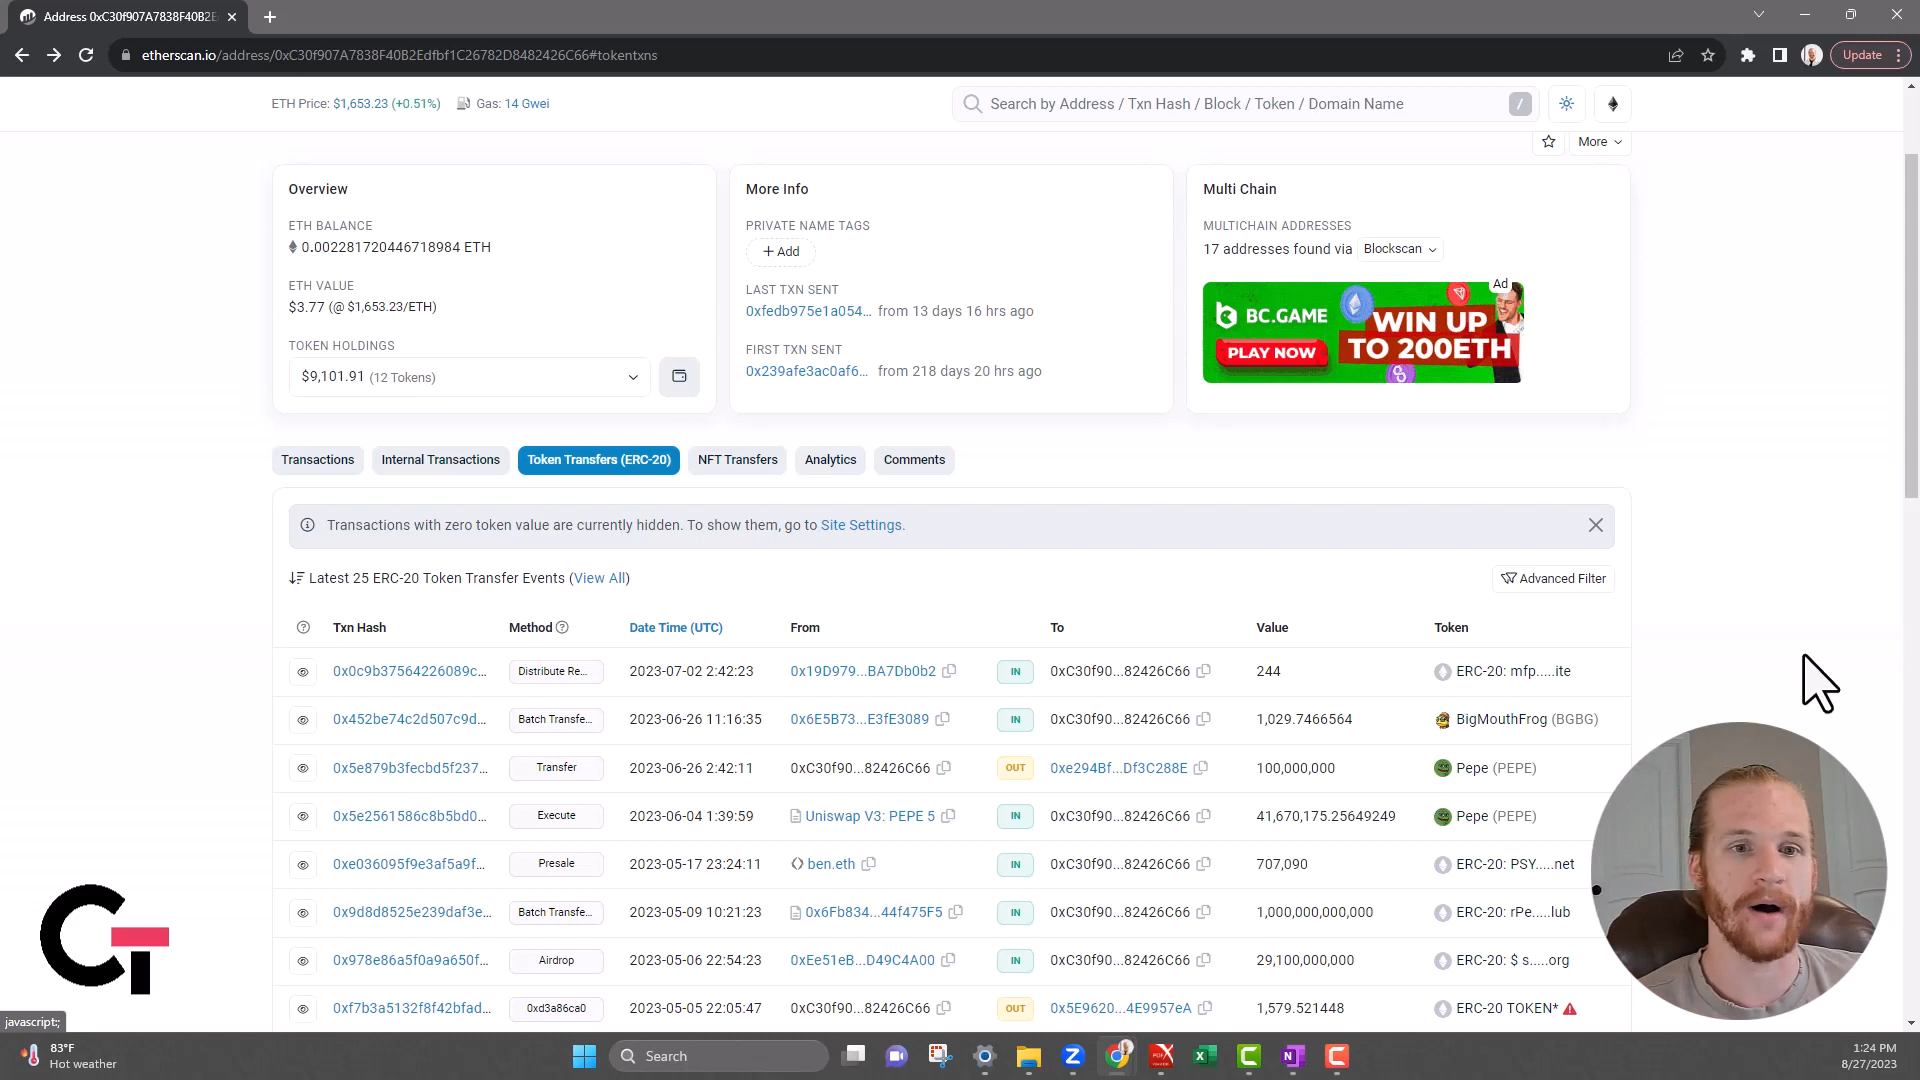 Address 0xC30f907A7838F40B2E
etherscan.io/address/0xC30f907A7838F40B2Edfbf1C26782D8482426C66#tokentxns
Update
ETH Price: $1,653.23 (+0.51%) Gas: 14 Gwei
Search by Address / Txn Hash / Block / Token / Domain Name /
More
Overview
ETH BALANCE
0.002281720446718984 ETH
ETH VALUE
$3.77 (@ $1,653.23/ETH)
TOKEN HOLDINGS
$9,101.91 (12 Tokens)
More Info
PRIVATE NAME TAGS
+ Add
LAST TXN SENT
0xfedb975e1a054... from 13 days 16 hrs ago
FIRST TXN SENT
0x239afe3ac0af6... from 218 days 20 hrs ago
Multi Chain
MULTICHAIN ADDRESSES
17 addresses found via Blockscan
Ad
BC.GAME
PLAY NOW
WIN UP
TO 200ETH
Transactions Internal Transactions Token Transfers (ERC-20) NFT Transfers Analytics Comments
Transactions with zero token value are currently hidden. To show them, go to Site Settings.
Latest 25 ERC-20 Token Transfer Events (View All)
Advanced Filter
Txn Hash Method Date Time (UTC) From To Value Token
0x0c9b37564226089c... Distribute Re... 2023-07-02 2:42:23 0x19D979...BA7Db0b2 IN 0xC30f90...82426C66 244 ERC-20: mfp.....ite
0x452be74c2d507c9d... Batch Transfe... 2023-06-26 11:16:35 0x6E5B73...E3fE3089 IN 0xC30f90...82426C66 1,029.7466564 BigMouthFrog (BGBG)
0x5e879b3fecbd5f237... Transfer 2023-06-26 2:42:11 0xC30f90...82426C66 OUT 0xe294Bf...Df3C288E 100,000,000 Pepe (PEPE)
0x5e2561586c8b5bd0... Execute 2023-06-04 1:39:59 Uniswap V3: PEPE 5 IN 0xC30f90...82426C66 41,670,175.25649249 Pepe (PEPE)
0xe036095f9e3af5a9f... Presale 2023-05-17 23:24:11 ben.eth IN 0xC30f90...82426C66 707,090 ERC-20: PSY.....net
0x9d8d8525e239daf3e... Batch Transfe... 2023-05-09 10:21:23 0x6Fb834...44f475F5 IN 0xC30f90...82426C66 1,000,000,000,000 ERC-20: rPe.....lub
0x978e86a5f0a9a650f... Airdrop 2023-05-06 22:54:23 0xEe51eB...D49C4A00 IN 0xC30f90...82426C66 29,100,000,000 ERC-20: $ s.....org
0xf7b3a5132f8f42bfad... 0xd3a86ca0 2023-05-05 22:05:47 0xC30f90...82426C66 OUT 0x5E9620...4E9957eA 1,579.521448 ERC-20 TOKEN*
javascript:;
83°F
Hot weather
Search
1:24 PM
8/27/2023